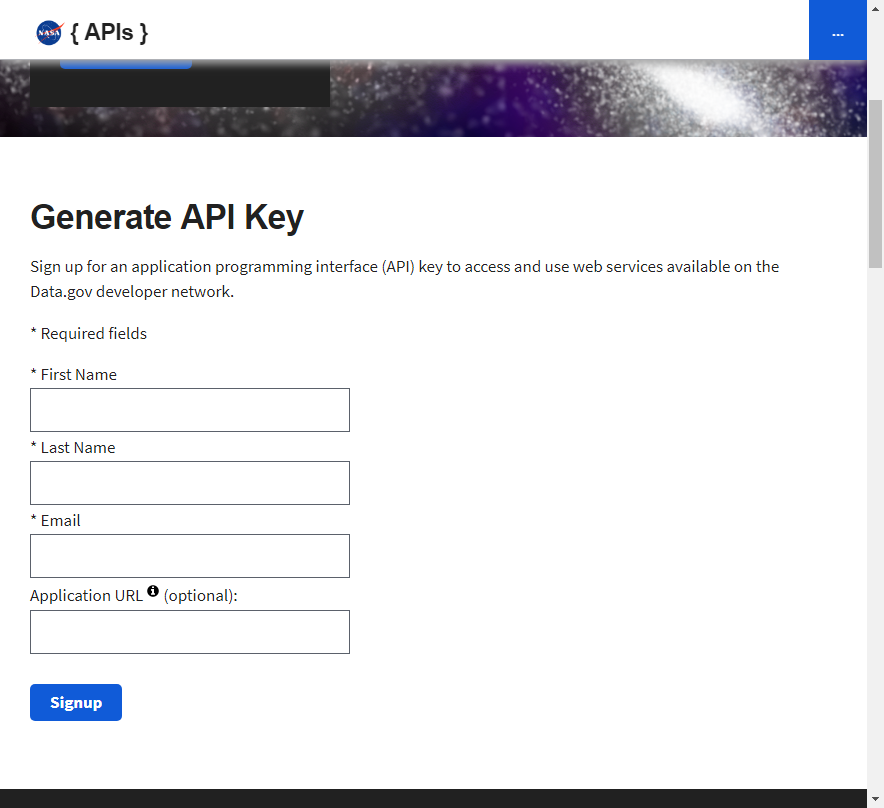 NASA { APIs }
...
Generate API Key
Sign up for an application programming interface (API) key to access and use web services available on the
Data.gov developer network.
* Required fields
* First Name
* Last Name
* Email
Application URL (optional):
Signup